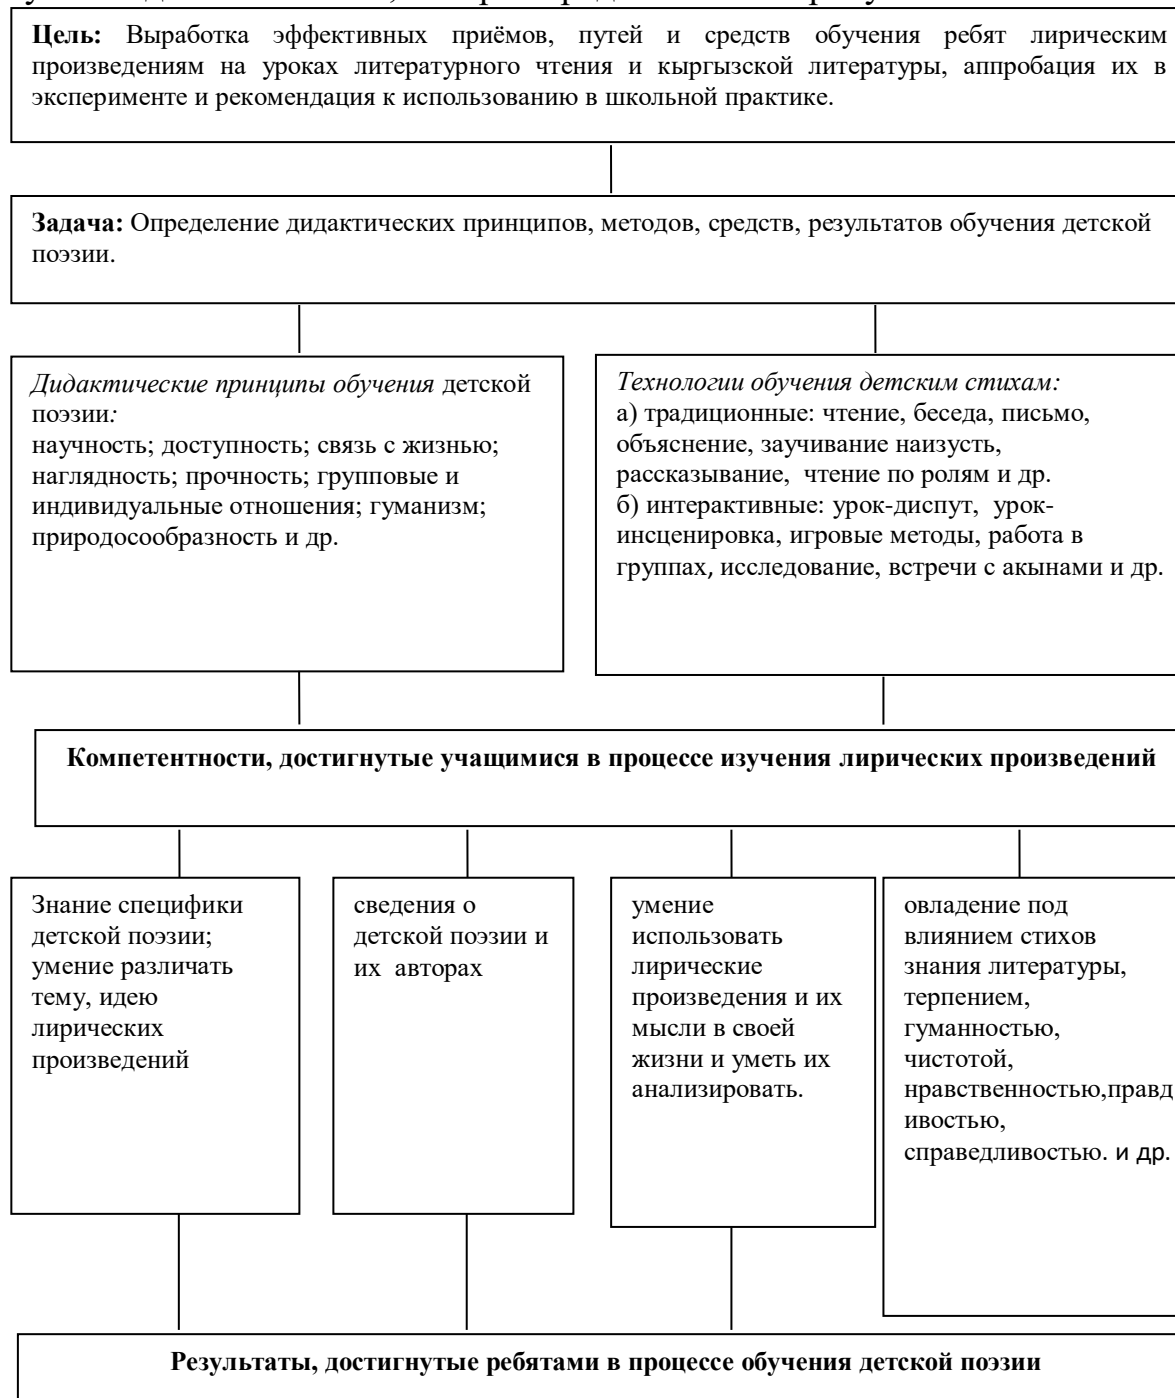 Цель: Выработка эффективных приёмов, путей и средств обучения ребят лирическим
произведениям на уроках литературного чтения и кыргызской литературы, аппробация их в
эксперименте и рекомендация к использованию в школьной практике.
Задача: Определение дидактических принципов, методов, средств, результатов обучения детской
поэзии.
Дидактические принципы обучения детской
поэзии:
научность; доступность; связь с жизнью;
наглядность; прочность; групповые и
индивидуальные отношения; гуманизм;
природосообразность и др.
Технологии обучения детским стихам:
а) традиционные: чтение, беседа, письмо,
объяснение, заучивание наизусть,
рассказывание, чтение по ролям и др.
б) интерактивные: урок-диспут, урок-
инсценировка, игровые методы, работа в
группах, исследование, встречи с акынами и др.
Компетентности, достигнутые учащимися в процессе изучения лирических произведений
Знание специфики
детской поэзии;
умение различать
тему, идею
лирических
произведений
сведения о
детской поэзии и
их авторах
умение
использовать
лирические
произведения и их
мысли в своей
жизни и уметь их
анализировать.
овладение под
влиянием стихов
знания литературы,
терпением,
гуманностью,
чистотой,
нравственностью,правд
ивостью,
справедливостью. и др.
Результаты, достигнутые ребятами в процессе обучения детской поэзии